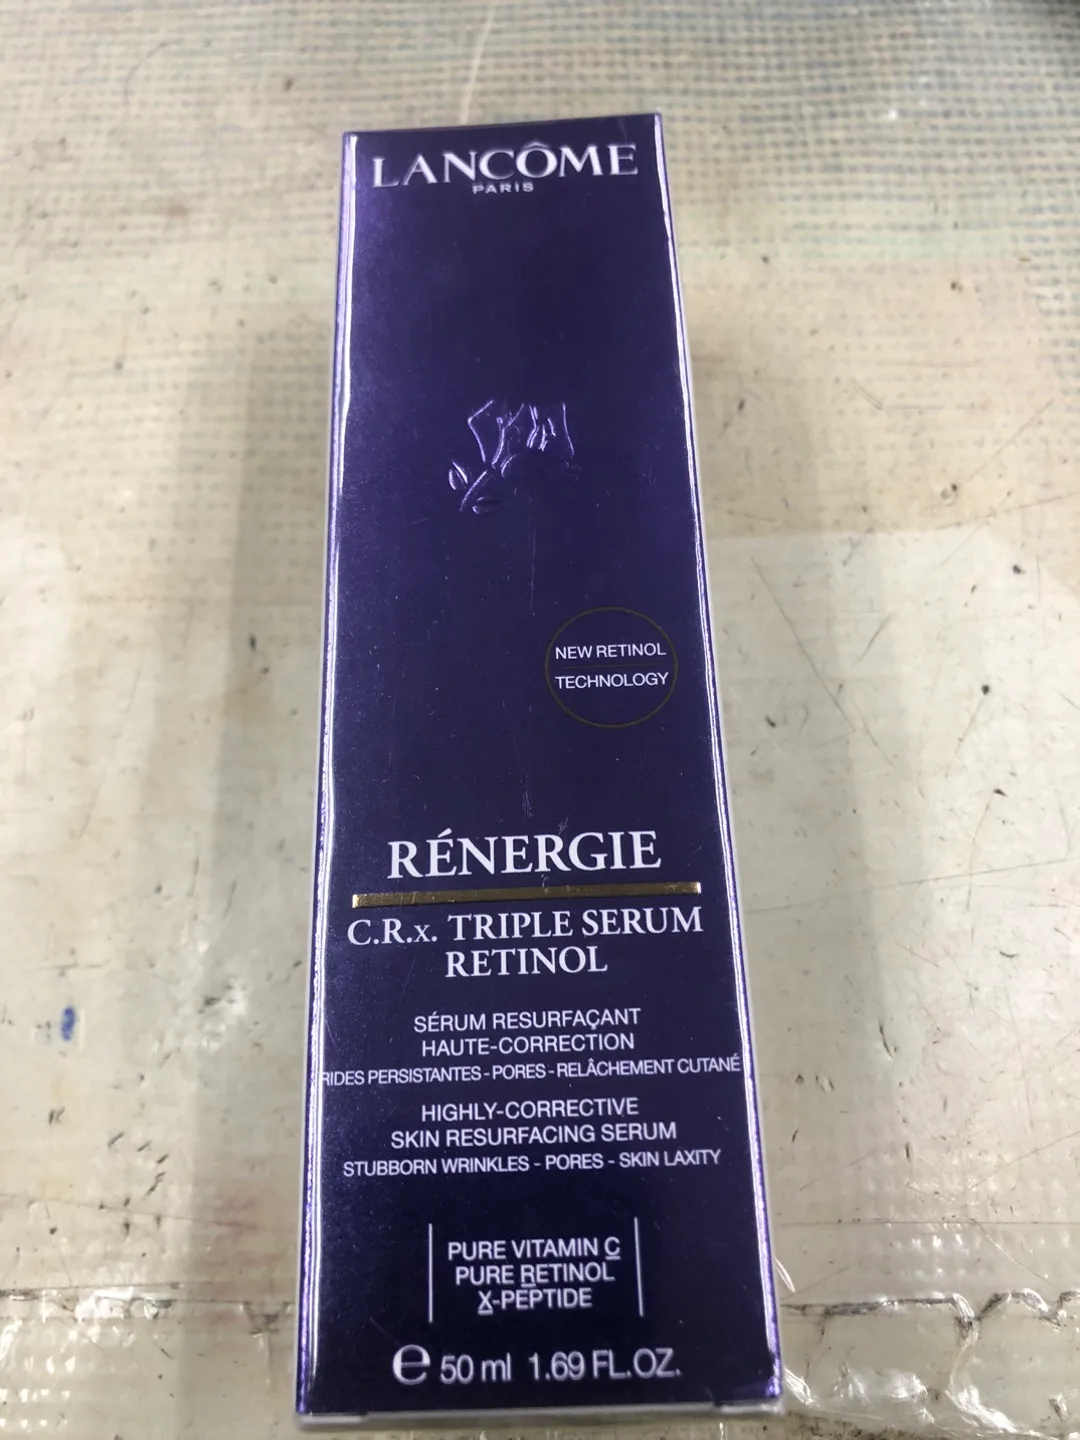 LANCÔME
PARIS
NEW RETINOL
TECHNOLOGY
RÉNERGIE
C.R.x. TRIPLE SERUM
RETINOL
SÉRUM RESURFAÇANT
HAUTE-CORRECTION
RIDES PERSISTANTES - PORES - RELÂCHEMENT CUTANÉ
HIGHLY-CORRECTIVE
SKIN RESURFACING SERUM
STUBBORN WRINKLES - PORES - SKIN LAXITY
PURE VITAMIN C
PURE RETINOL
X-PEPTIDE
℮ 50 ml 1.69 FL.OZ.